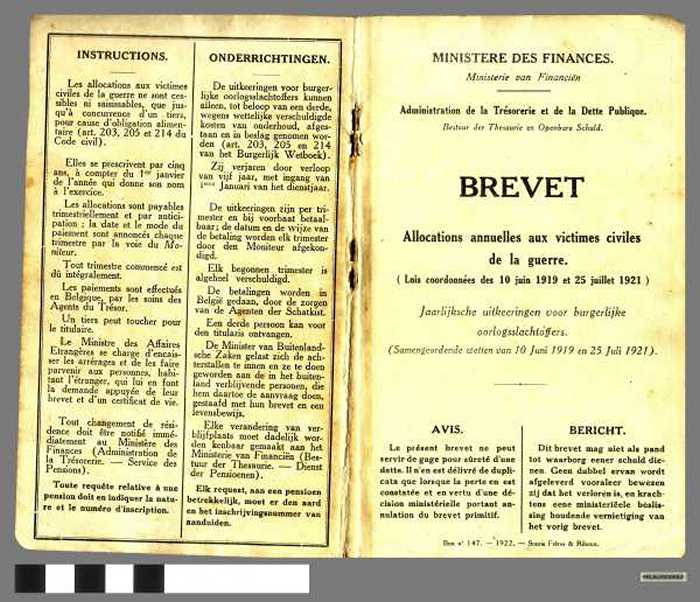 INSTRUCTIONS.
Les allocations aux victimes
civiles de la guerre ne sont ces-
sibles ni saisissables, que jus-
qu'à concurrence d'un tiers,
pour cause d'obligation alimen-
taire (art. 203, 205 et 214 du
Code civil).
Elles se prescrivent par cinq
ans, à compter du 1er janvier
de l'année qui donne son nom
à l'exercice.
Les allocations sont payables
trimestriellement et par antici-
pation ; la date et le mode du
paiement sont annoncés chaque
trimestre par la voie du Mo-
niteur.
Tout trimestre commencé est
dû intégralement.
Les paiements sont effectués
en Belgique, par les soins des
Agents du Trésor.
Un tiers peut toucher pour
le titulaire.
Le Ministre des Affaires
Etrangères se charge d'encais-
ser les arrérages et de les faire
parvenir aux personnes, habi-
tant l'étranger, qui lui en font
la demande appuyée de leur
brevet et d'un certificat de vie.
Tout changement de rési-
dence doit être notifié immé-
diatement au Ministère des
Finances (Administration de
la Trésorerie. — Service des
Pensions).
Toute requête relative à une
pension doit en indiquer la natu-
re et le numéro d'inscription.
ONDERRICHTINGEN.
De uitkeeringen voor burger-
lijke oorlogsslachtoffers kunnen
alleen, tot beloop van een derde,
wegens wettelijke verschuldigde
kosten van onderhoud, afges-
taan en in beslag genomen wor-
den (art. 203, 205 en 214
van het Burgerlijk Wetboek).
Zij verjaren door verloop
van vijf jaar, met ingang van
1sten Januari van het dienstjaar.
De uitkeeringen zijn per tri-
mester en bij voorbaat betaal-
baar; de datum en de wijze van
de betaling worden elk trimester
door den Moniteur afgekon-
digd.
Elk begonnen trimester is
algeheel verschuldigd.
De betalingen worden in
België gedaan, door de zorgen
van de Agenten der Schatkist.
Een derde persoon kan voor
den titularis ontvangen.
De Minister van Buitenland-
sche Zaken gelast zich de ach-
terstallen te innen en ze te doen
geworden aan de in het buiten-
land verblijvende personen, die
hem daartoe de aanvraag doen,
gestaafd met hun brevet en een
levensbewijs.
Elke verandering van ver-
blijfplaats moet dadelijk wor-
den kenbaar gemaakt aan het
Ministerie van Financiën (Bes-
tuur der Thesaurie. — Dienst
der Pensioenen).
Elk request, aan een pensioen
betrekkelijk, moet er den aard
en het inschrijvingsnummer van
aanduiden.
MINISTERE DES FINANCES.
Ministerie van Financiën
Administration de la Trésorerie et de la Dette Publique.
Bestuur der Thesaurie en Openbare Schuld.
BREVET
Allocations annuelles aux victimes civiles
de la guerre.
( Lois coordonnées des 10 juin 1919 et 25 juillet 1921 )
Jaarlijksche uitkeeringen voor burgerlijke
oorlogsslachtoffers.
(Samengeordende wetten van 10 Juni 1919 en 25 Juli 1921).
AVIS.
Le présent brevet ne peut
servir de gage pour sûreté d'une
dette. Il n'en est délivré de dupli-
cata que lorsque la perte en est
constatée et en vertu d'une dé-
cision ministérielle portant an-
nulation du brevet primitif.
BERICHT.
Dit brevet mag niet als pand
tot waarborg eener schuld die-
nen. Geen dubbel ervan wordt
afgeleverd vooraleer bewezen
zij dat het verloren is, en krach-
tens eene ministerieële beslis-
sing houdende vernietiging van
het vorig brevet.
Bon n° 147. — 1922. —